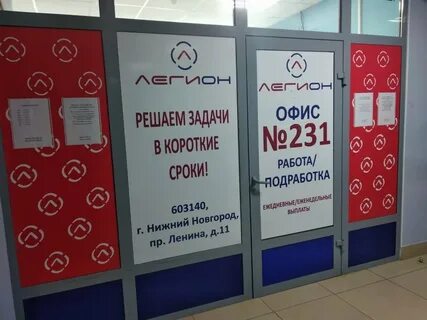 ЛЕГИОН
РЕШАЕМ ЗАДАЧИ
В КОРОТКИЕ
СРОКИ!
603140,
г. Нижний Новгород,
пр. Ленина, д.11
ЛЕГИОН
ОФИС
№231
РАБОТА/
ПОДРАБОТКА
ЕЖЕДНЕВНЫЕ/ЕЖЕНЕДЕЛЬНЫЕ
ВЫПЛАТЫ